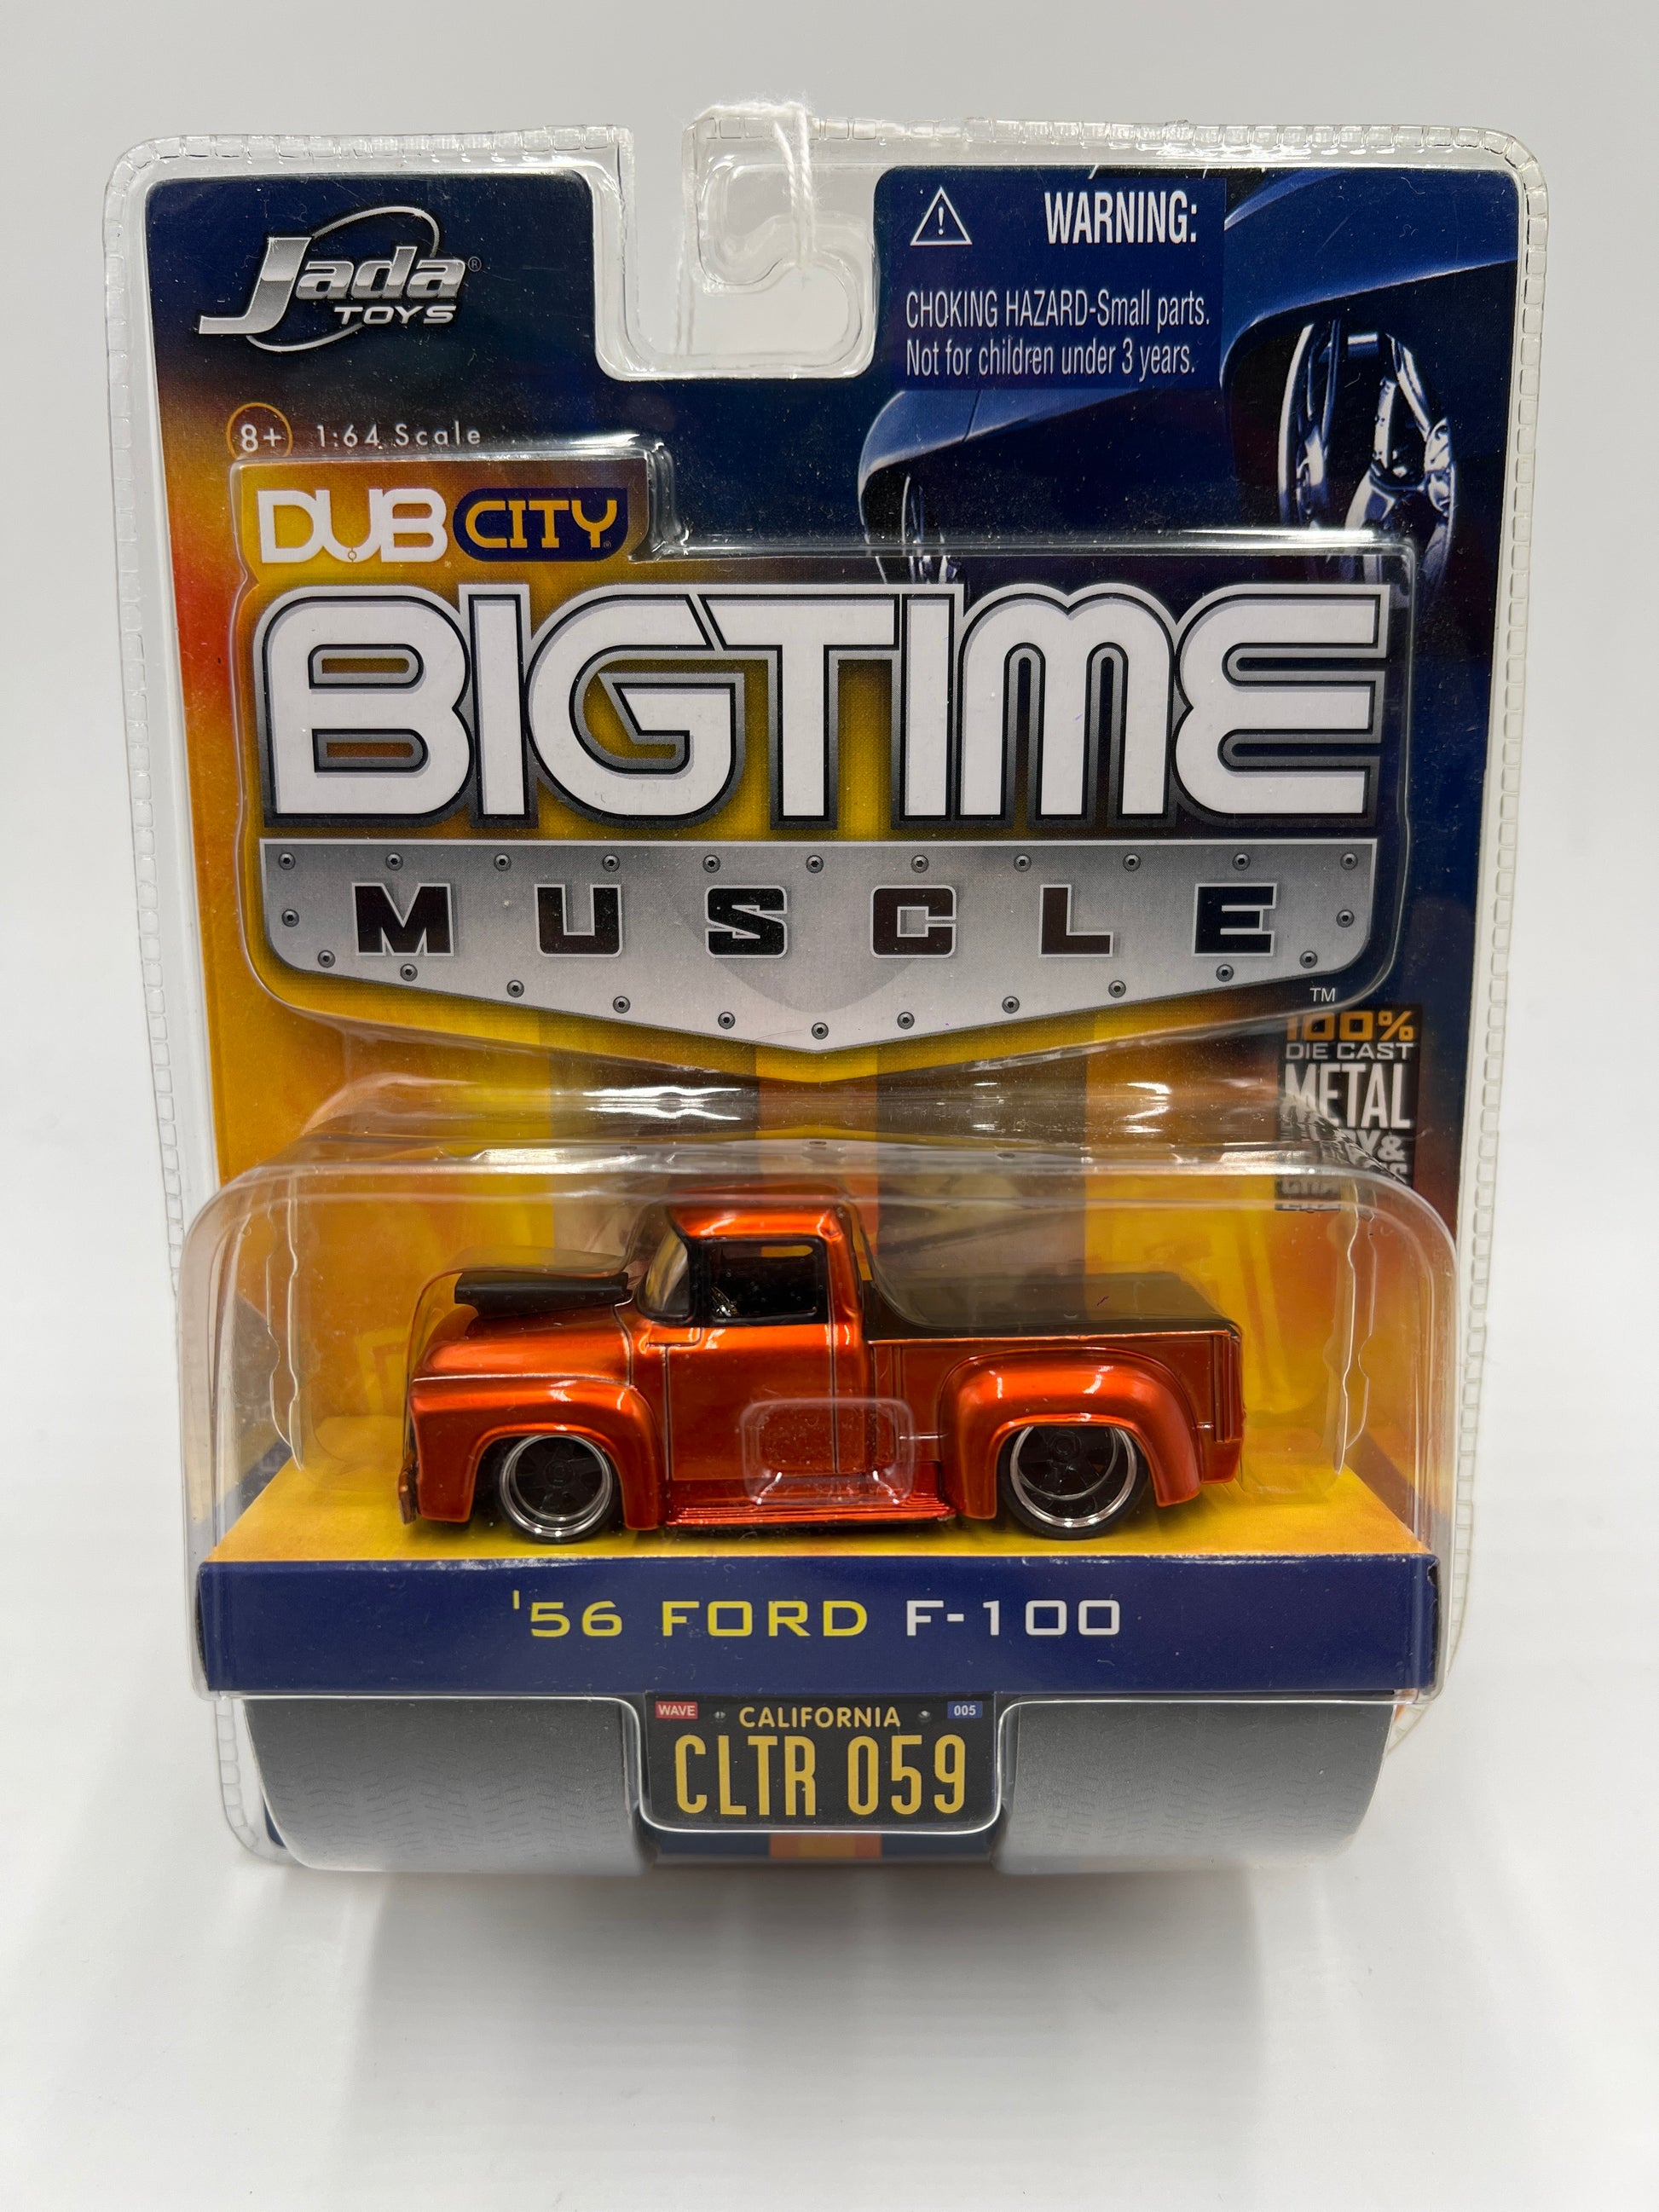 Jada®
TOYS
WARNING:
CHOKING HAZARD-Small parts.
Not for children under 3 years.
8+ 1:64 Scale
DUB CITY
BIGTIME
MUSCLE
TM
100%
DIE CAST
METAL
'56 FORD F-100
WAVE CALIFORNIA 005
CLTR 059